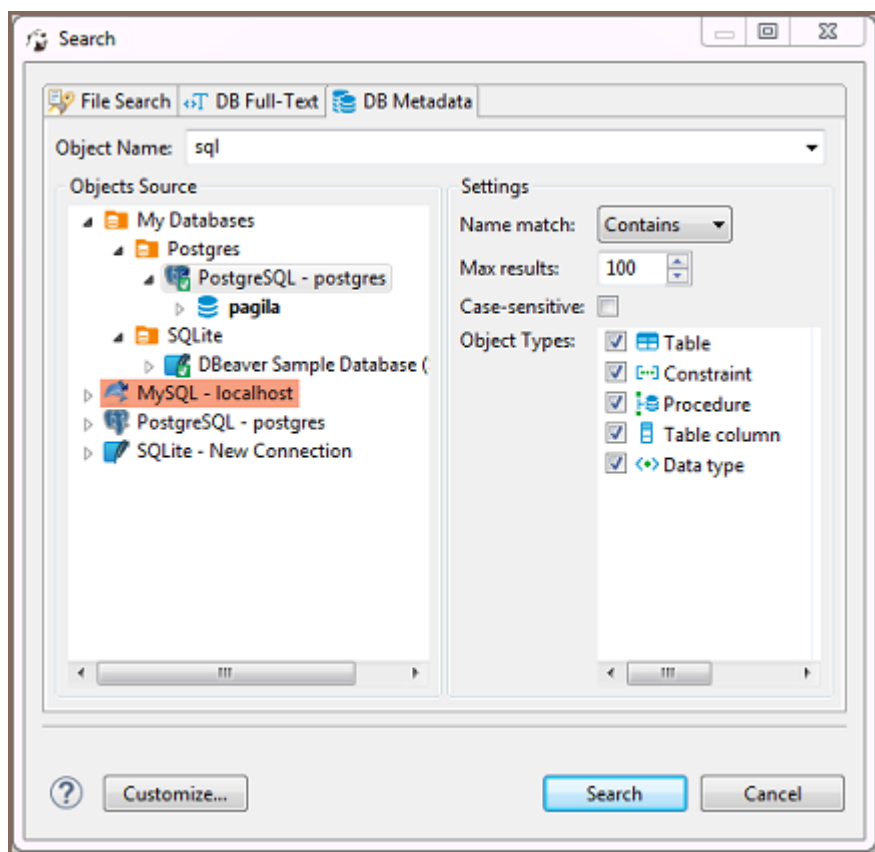 Search
File Search DB Full-Text DB Metadata
Object Name: sql
Objects Source
My Databases
Postgres
PostgreSQL - postgres
pagila
SQLite
DBeaver Sample Database (
MySQL - localhost
PostgreSQL - postgres
SQLite - New Connection
Settings
Name match: Contains
Max results: 100
Case-sensitive:
Object Types:
Table
Constraint
Procedure
Table column
Data type
Customize... Search Cancel